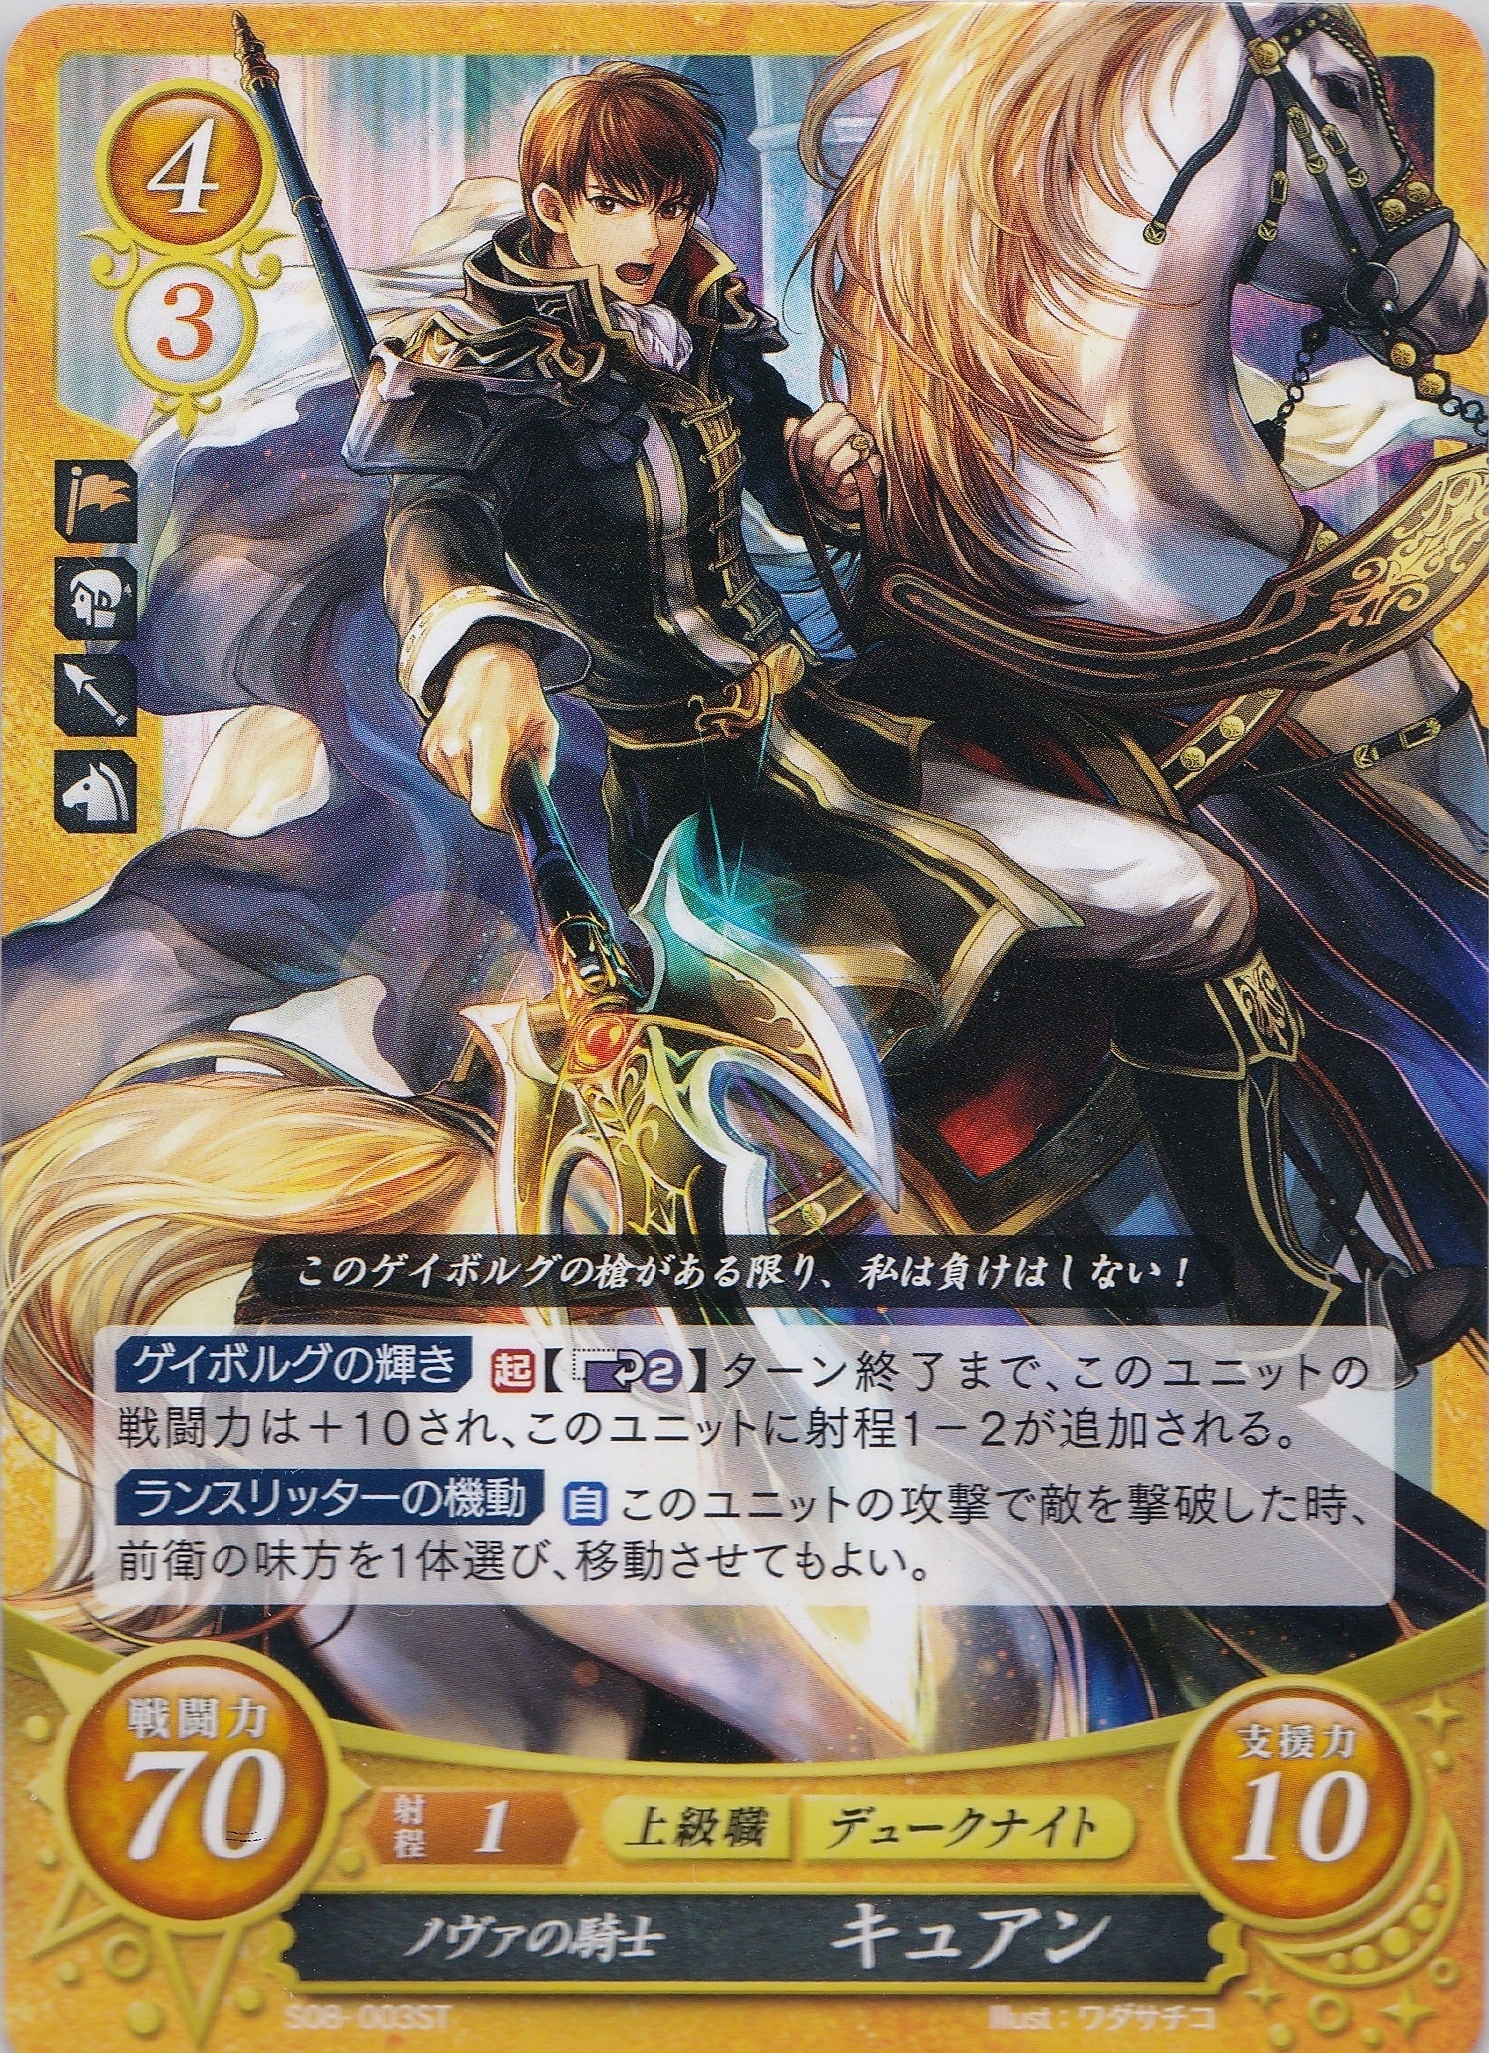 4
3
このゲイボルグの槍がある限り、私は負けはしない！
ゲイボルグの輝き 起【2】ターン終了まで、このユニットの
戦闘力は＋10され、このユニットに射程1－2が追加される。
ランスリッターの機動 自 このユニットの攻撃で敵を撃破した時、
前衛の味方を1体選び、移動させてもよい。
戦闘力
70
射程 1 上級職 デュークナイト
支援力
10
ノヴァの騎士 キュアン
S08-003ST Illust：ワダサチコ